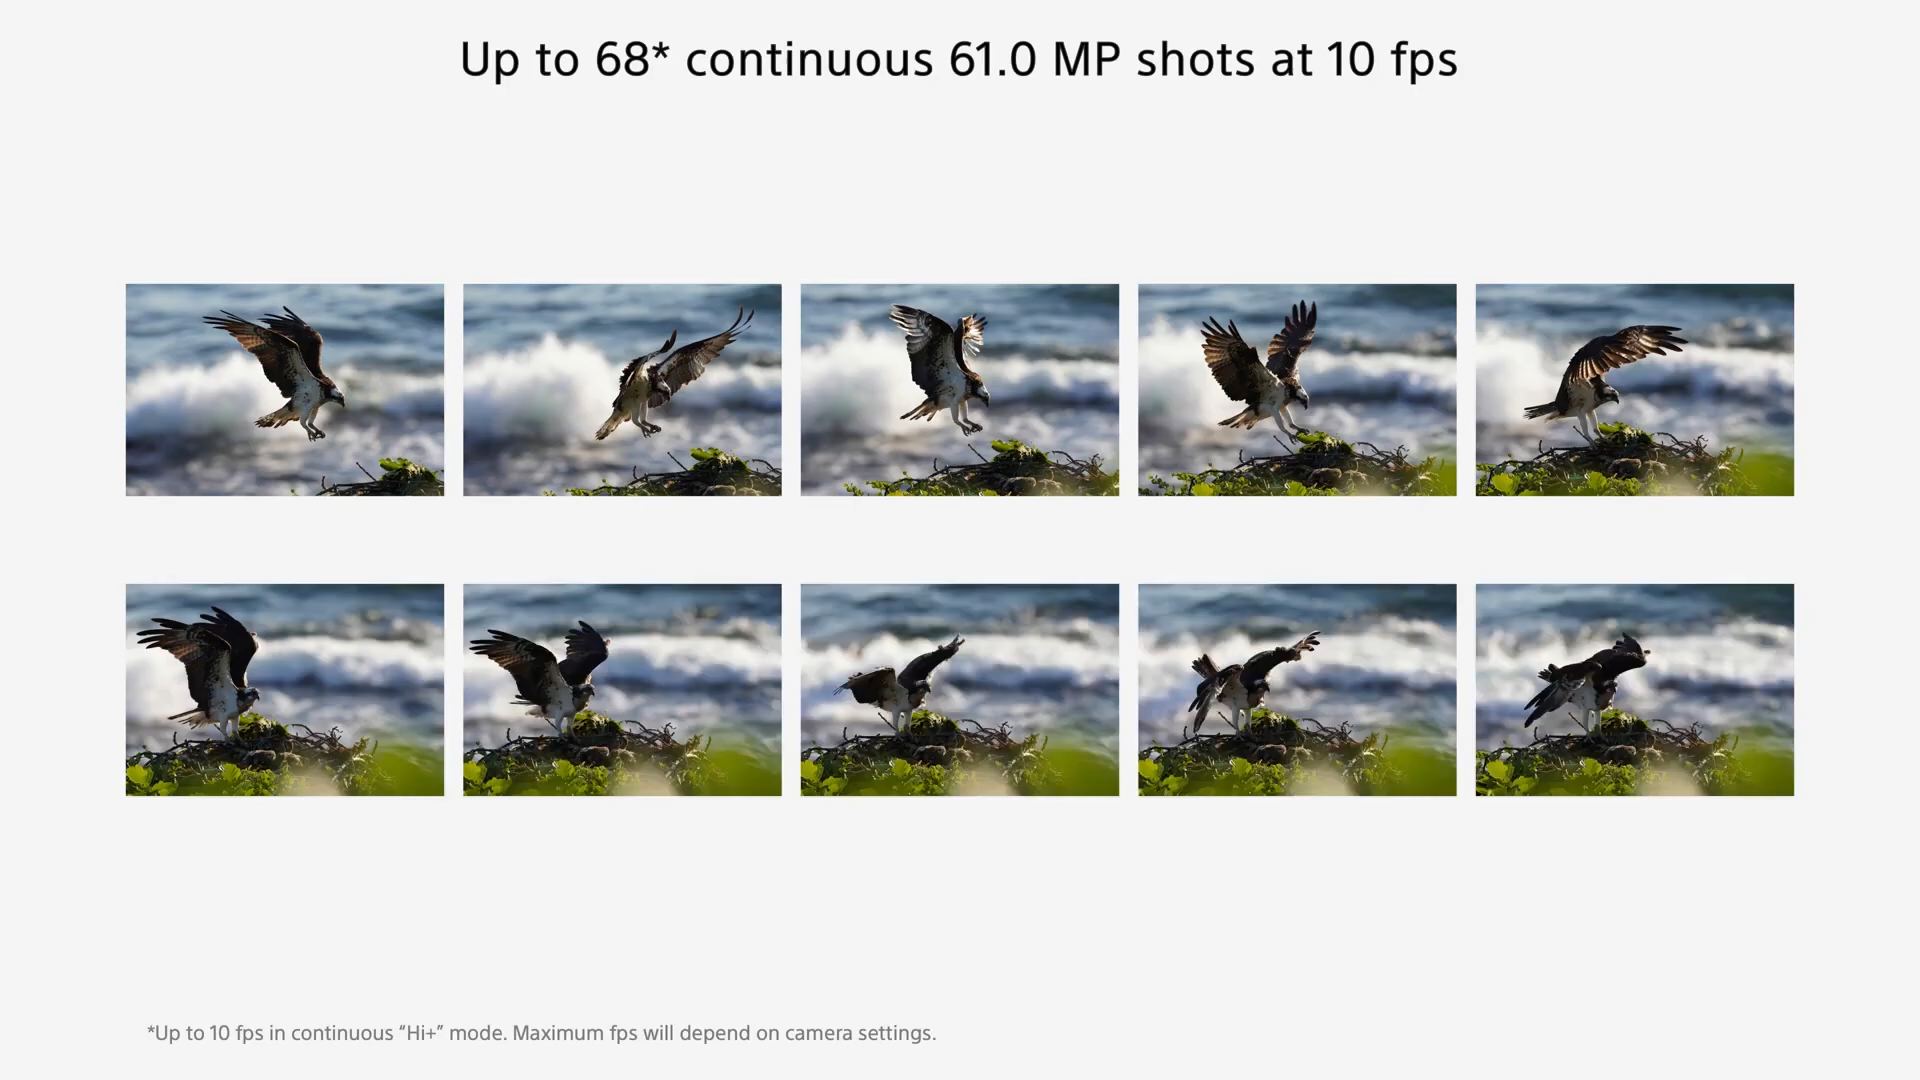 Up to 68* continuous 61.0 MP shots at 10 fps
*Up to 10 fps in continuous “Hi+” mode. Maximum fps will depend on camera settings.